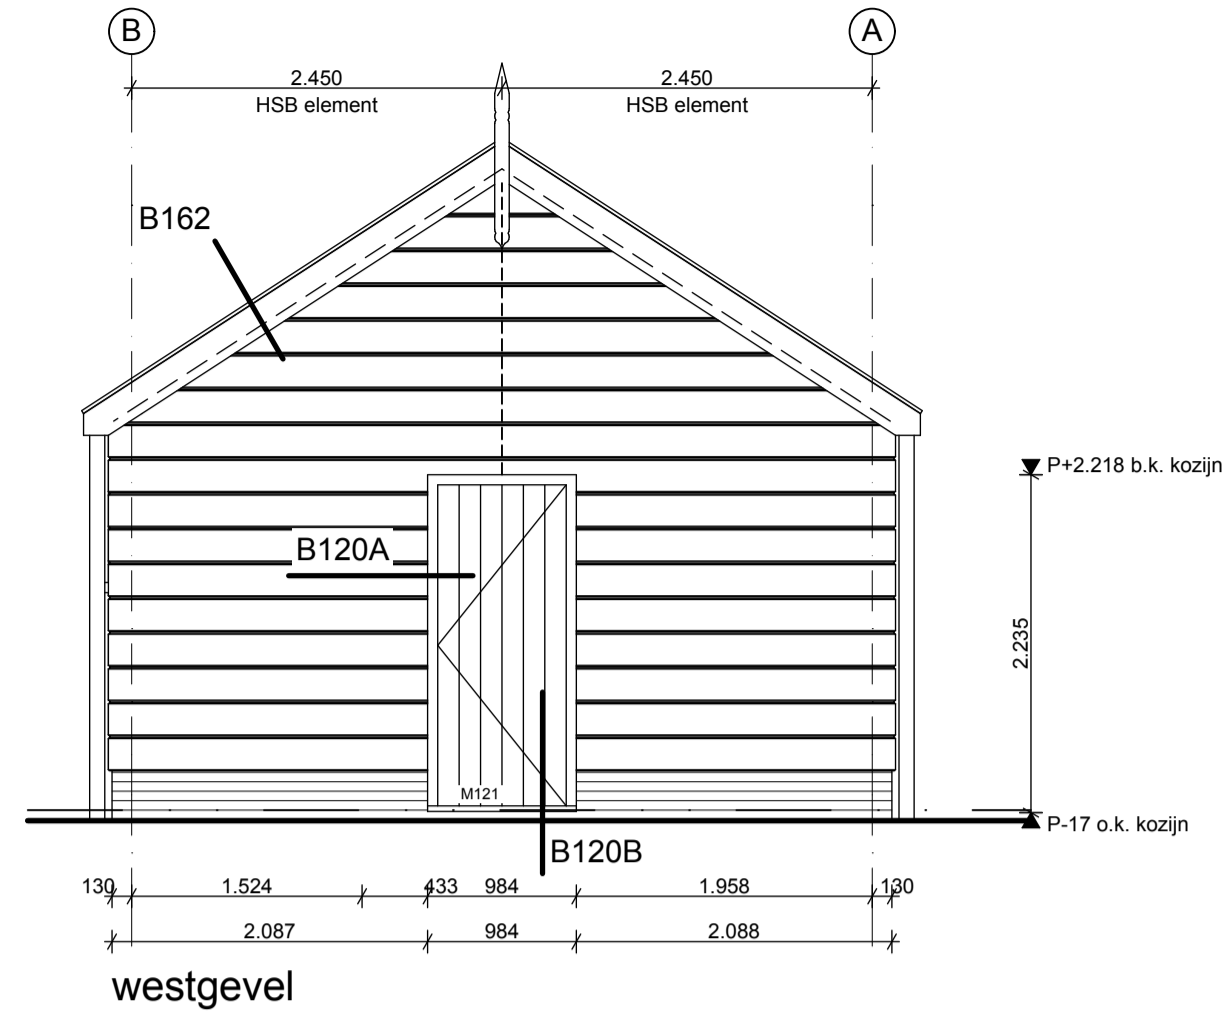 B A
2.450 2.450
HSB element HSB element
B162
P+2.218 b.k. kozijn
B120A
2.235
M121
P-17 o.k. kozijn
B120B
130 1.524 433 984 1.958 130
2.087 984 2.088
westgevel